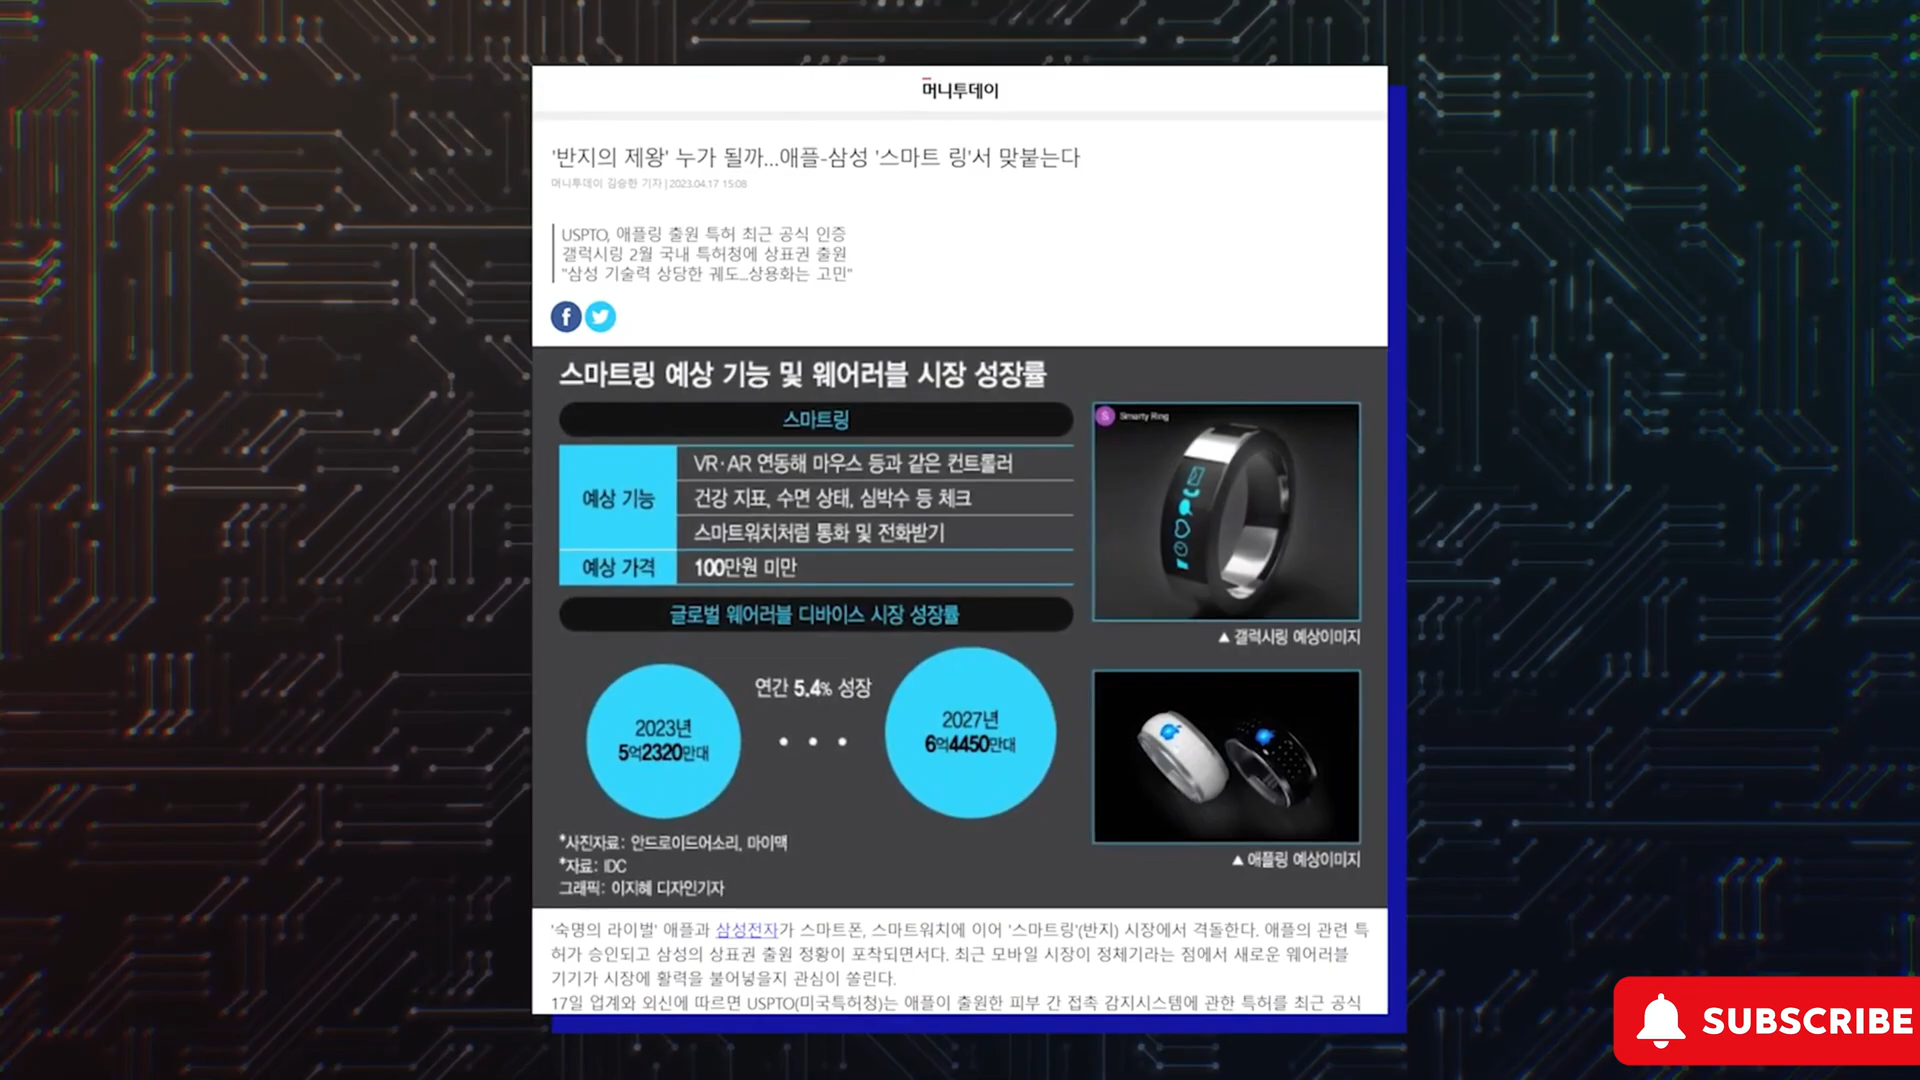 머니투데이
'반지의 제왕' 누가 될까...애플-삼성 '스마트 링'서 맞붙는다
머니투데이 김승한 기자 | 2023.04.17 15:08
USPTO, 애플링 출원 특허 최근 공식 인증
갤럭시링 2월 국내 특허청에 상표권 출원
"삼성 기술력 상당한 궤도...상용화는 고민"
스마트링 예상 기능 및 웨어러블 시장 성장률
스마트링
예상 기능
VR·AR 연동해 마우스 등과 같은 컨트롤러
건강 지표, 수면 상태, 심박수 등 체크
스마트워치처럼 통화 및 전화받기
예상 가격
100만원 미만
S Smarty Ring
▲ 갤럭시링 예상이미지
글로벌 웨어러블 디바이스 시장 성장률
2023년
5억2320만대
연간 5.4% 성장
2027년
6억4450만대
▲ 애플링 예상이미지
*사진자료: 안드로이드어소리, 마이맥
*자료: IDC
그래픽: 이지혜 디자인기자
'숙명의 라이벌' 애플과 삼성전자가 스마트폰, 스마트워치에 이어 '스마트링'(반지) 시장에서 격돌한다. 애플의 관련 특
허가 승인되고 삼성의 상표권 출원 정황이 포착되면서다. 최근 모바일 시장이 정체기라는 점에서 새로운 웨어러블
기기가 시장에 활력을 불어넣을지 관심이 쏠린다.
17일 업계와 외신에 따르면 USPTO(미국특허청)는 애플이 출원한 피부 간 접촉 감지시스템에 관한 특허를 최근 공식
SUBSCRIBE